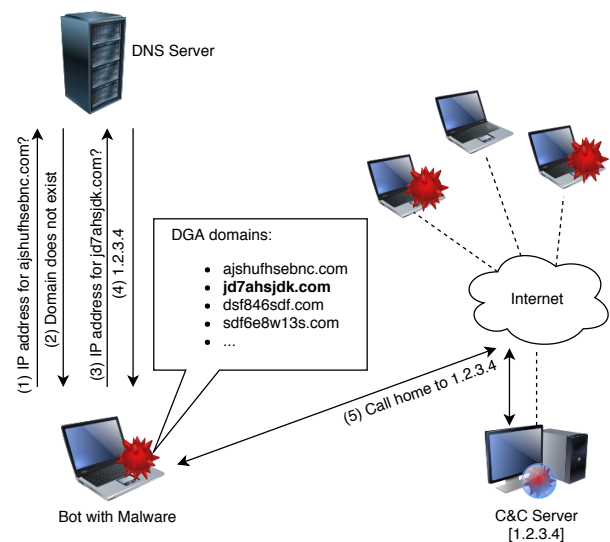 DNS Server
(1) IP address for ajshufhsebnc.com?
(2) Domain does not exist
(3) IP address for jd7ahsjdk.com?
(4) 1.2.3.4
DGA domains:
• ajshufhsebnc.com
• jd7ahsjdk.com
• dsf846sdf.com
• sdf6e8w13s.com
• ...
Internet
(5) Call home to 1.2.3.4
Bot with Malware
C&C Server
[1.2.3.4]